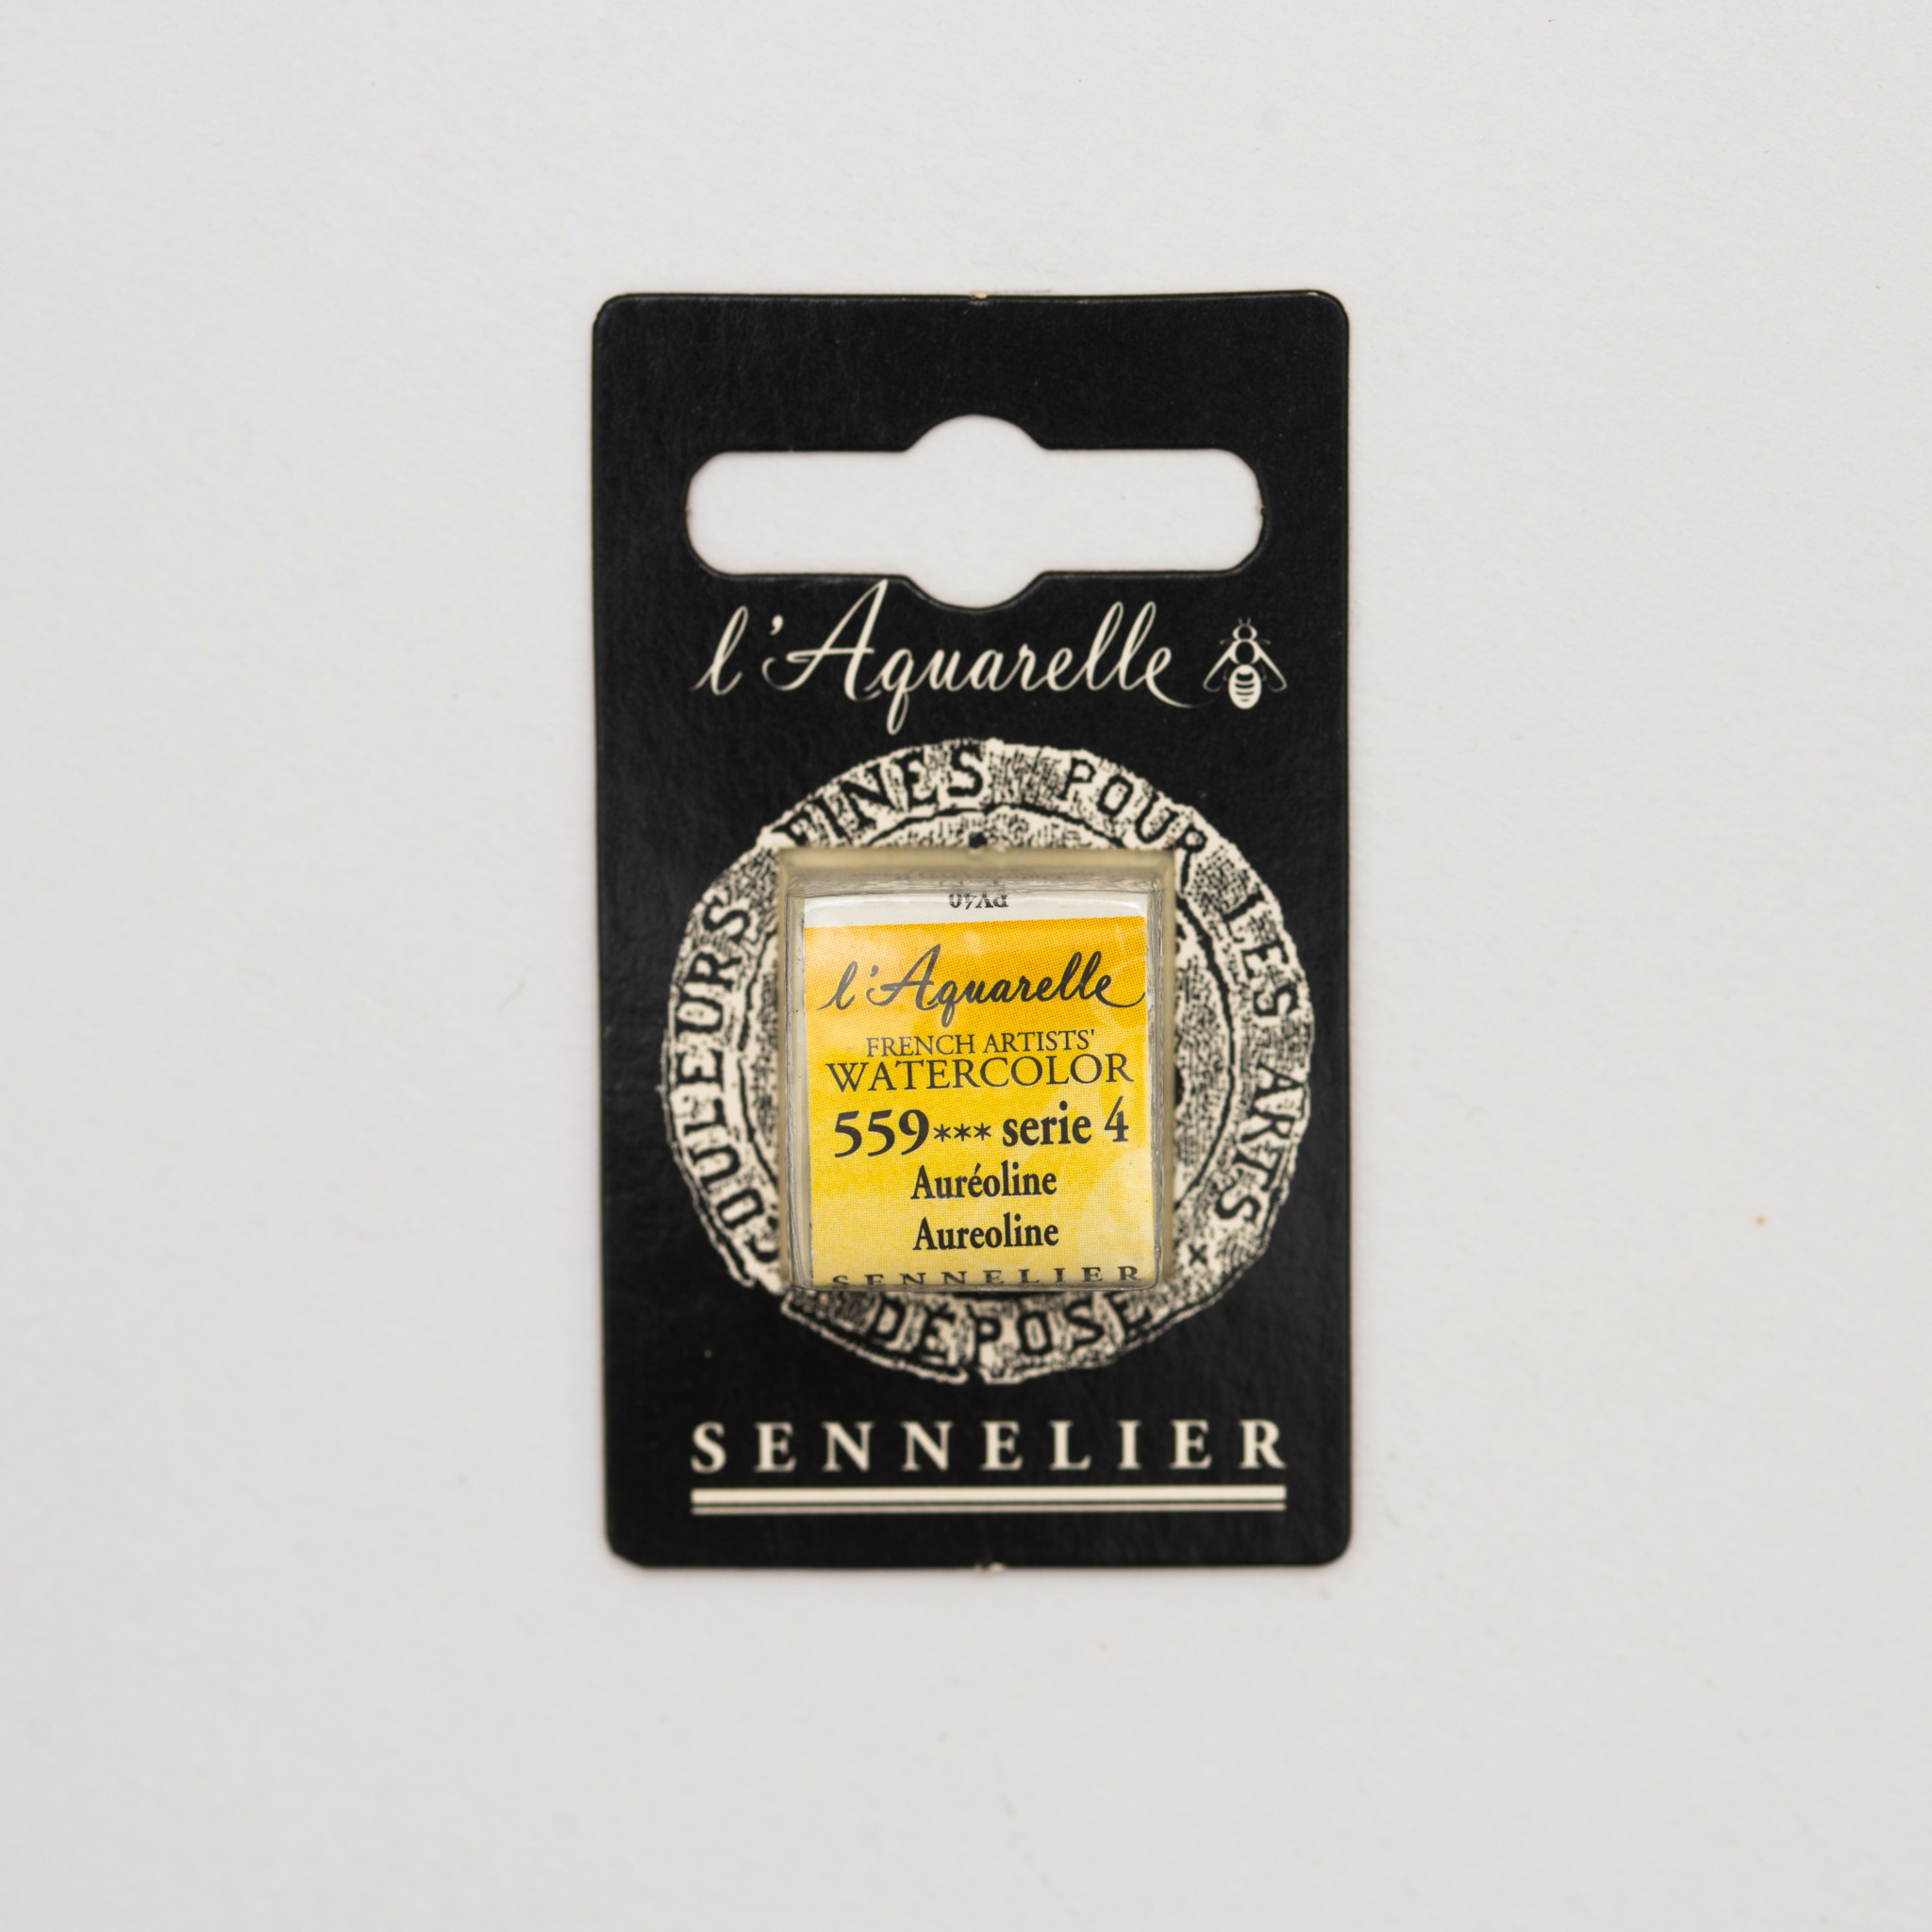 l'Aquarelle
COULEURS FINES POUR LES ARTS
×
DÉPOSÉ
PY40
l'Aquarelle
FRENCH ARTISTS'
WATERCOLOR
559*** serie 4
Auréoline
Aureoline
SENNELIER
SENNELIER